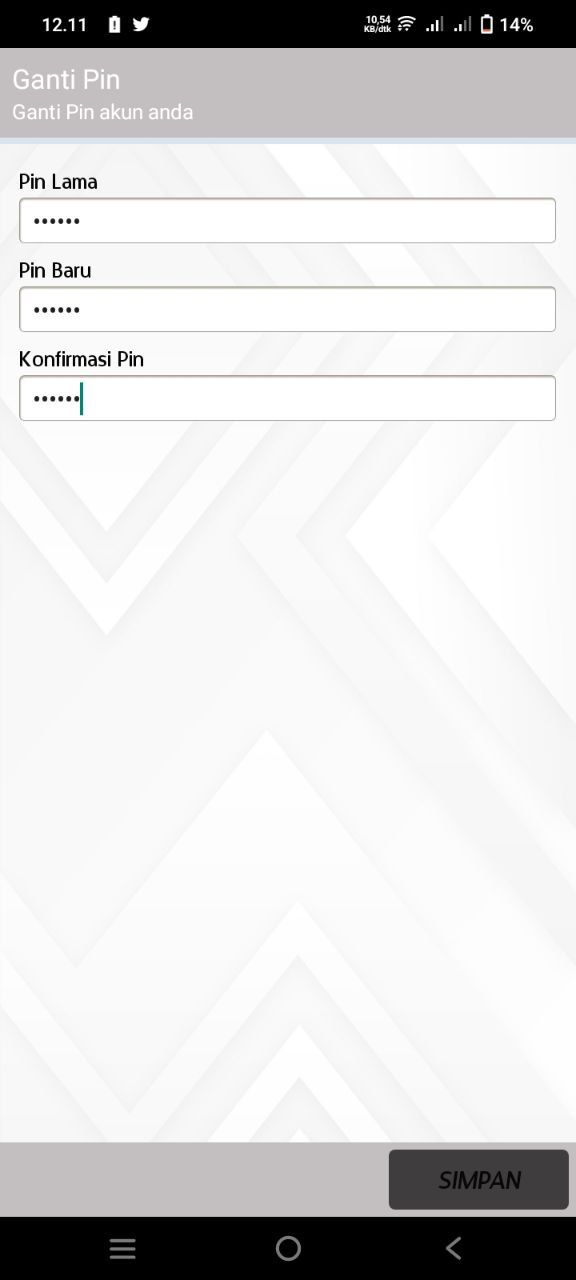 12.11
10,54
KB/dtk
14%
Ganti Pin
Ganti Pin akun anda
Pin Lama
••••••
Pin Baru
••••••
Konfirmasi Pin
••••••
SIMPAN